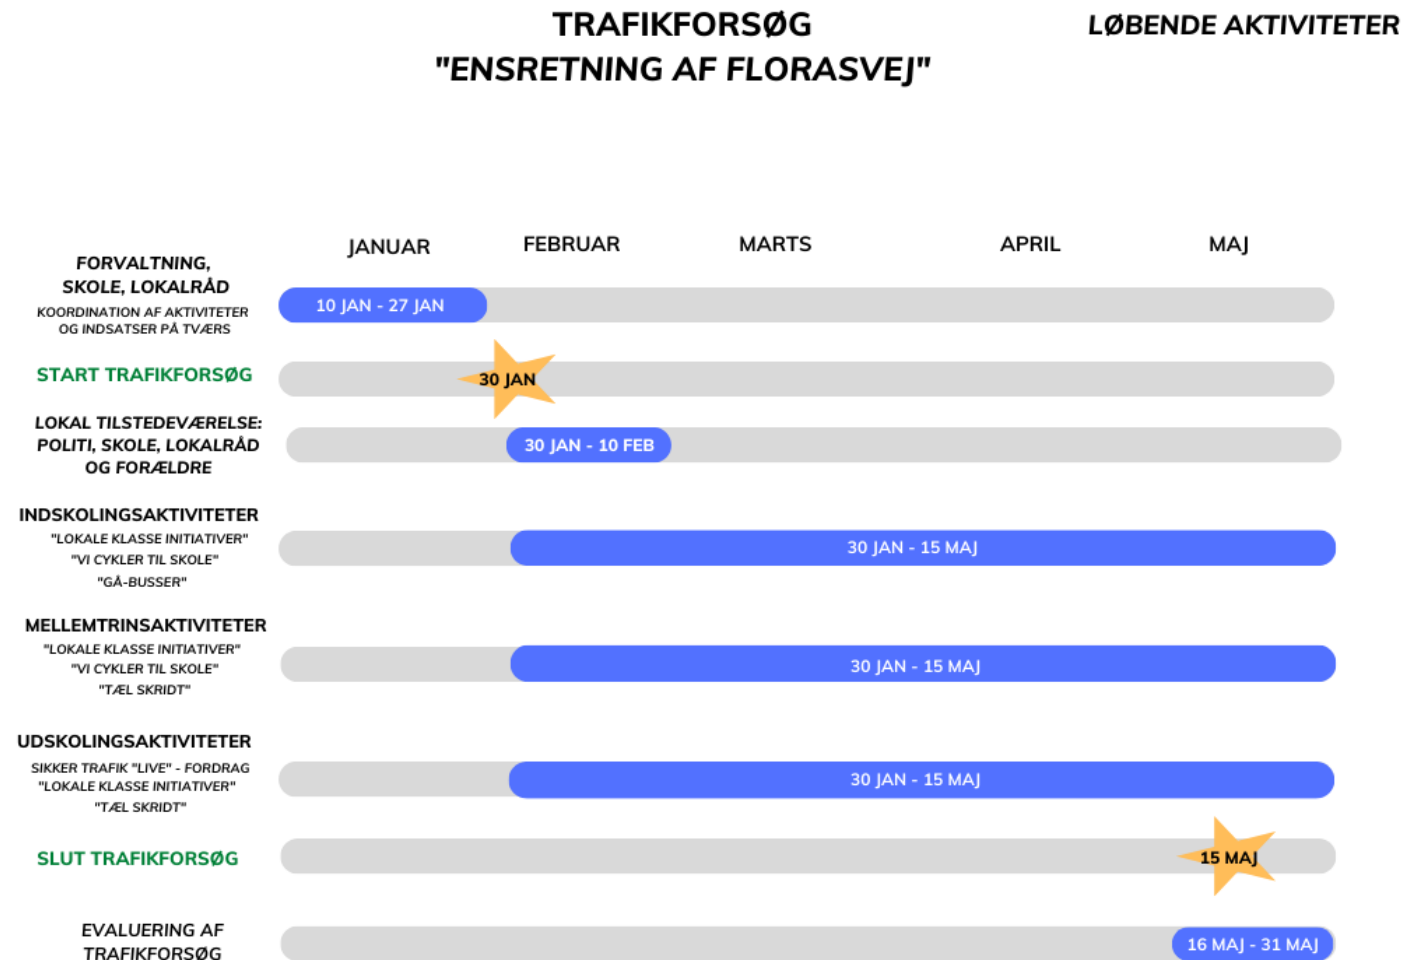 TRAFIKFORSØG
"ENSRETNING AF FLORASVEJ"
LØBENDE AKTIVITETER
JANUAR
FEBRUAR
MARTS
APRIL
MAJ
FORVALTNING,
SKOLE, LOKALRÅD
KOORDINATION AF AKTIVITETER
OG INDSATSER PÅ TVÆRS
10 JAN - 27 JAN
START TRAFIKFORSØG
30 JAN
LOKAL TILSTEDEVÆRELSE:
POLITI, SKOLE, LOKALRÅD
OG FORÆLDRE
30 JAN - 10 FEB
INDSKOLINGSAKTIVITETER
"LOKALE KLASSE INITIATIVER"
"VI CYKLER TIL SKOLE"
"GÅ-BUSSER"
30 JAN - 15 MAJ
MELLEMTRINSAKTIVITETER
"LOKALE KLASSE INITIATIVER"
"VI CYKLER TIL SKOLE"
"TÆL SKRIDT"
30 JAN - 15 MAJ
UDSKOLINGSAKTIVITETER
SIKKER TRAFIK "LIVE" - FORDRAG
"LOKALE KLASSE INITIATIVER"
"TÆL SKRIDT"
30 JAN - 15 MAJ
SLUT TRAFIKFORSØG
15 MAJ
EVALUERING AF
TRAFIKFORSØG
16 MAJ - 31 MAJ